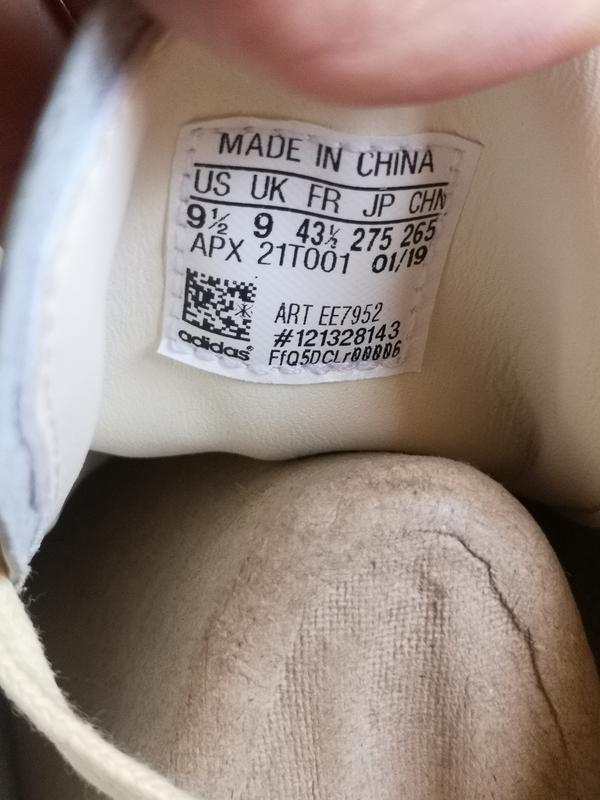 MADE IN CHINA
US UK FR JP CHN
9½ 9 43⅓ 275 265
APX 21T001 01/19
ART EE7952
#121328143
adidas FfQ5DCLr00006